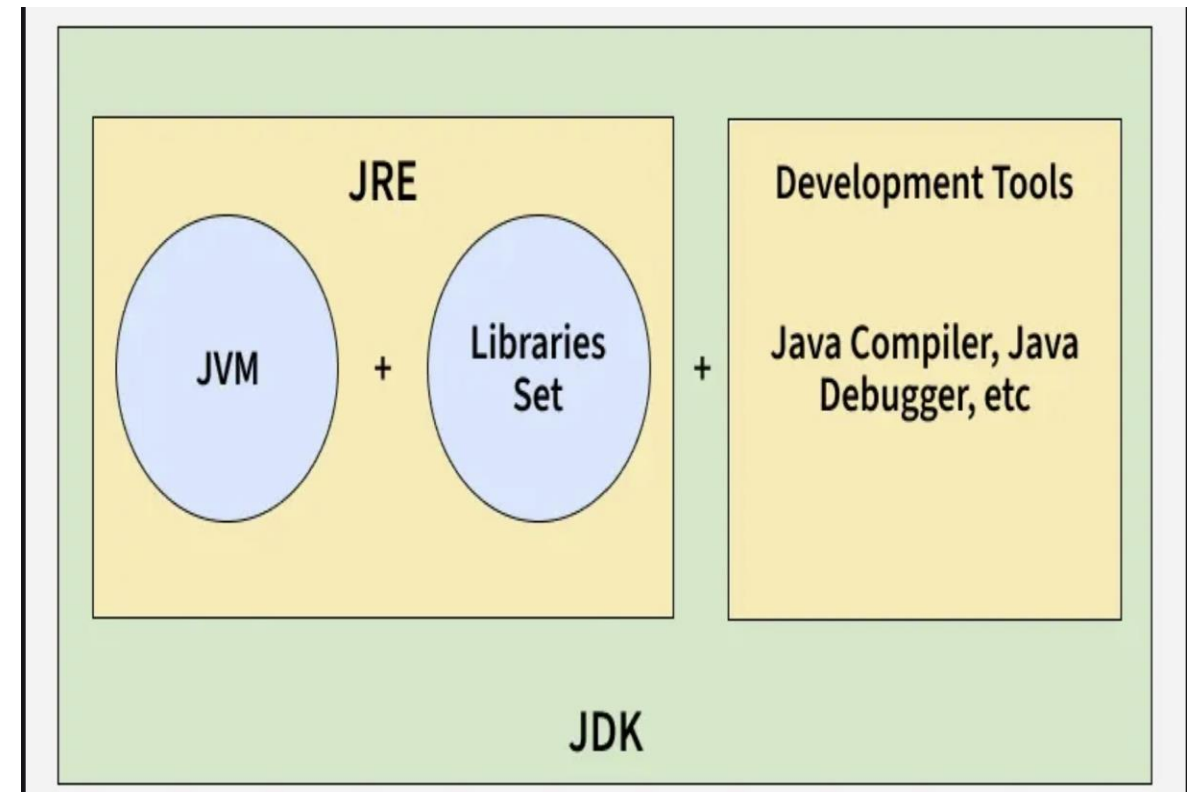 JRE
JVM
+
Libraries
Set
+
Development Tools
Java Compiler, Java
Debugger, etc
JDK